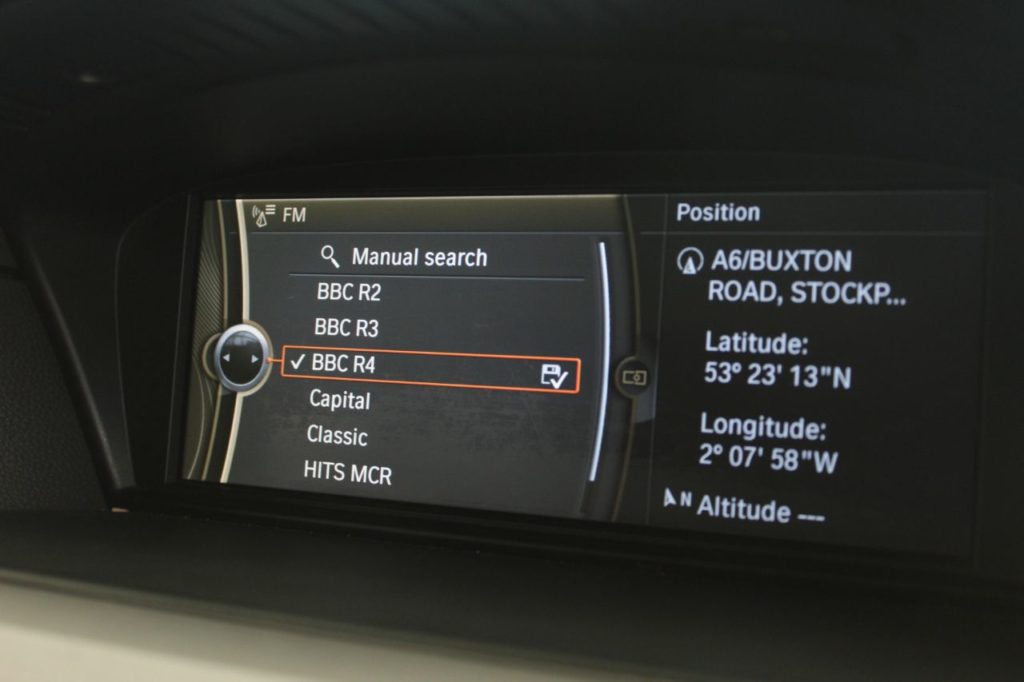 FM
Manual search
BBC R2
BBC R3
BBC R4
Capital
Classic
HITS MCR
Position
A6/BUXTON
ROAD, STOCKP...
Latitude:
53° 23' 13"N
Longitude:
2° 07' 58"W
N Altitude ---